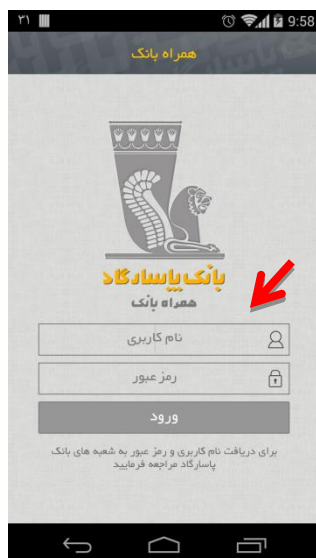 ۳۱ 9:58
همراه بانک
بانک پاسارگاد
همراه بانک
نام کاربری
رمز عبور
ورود
برای دریافت نام کاربری و رمز عبور به شعبه های بانک
پاسارگاد مراجعه فرمایید